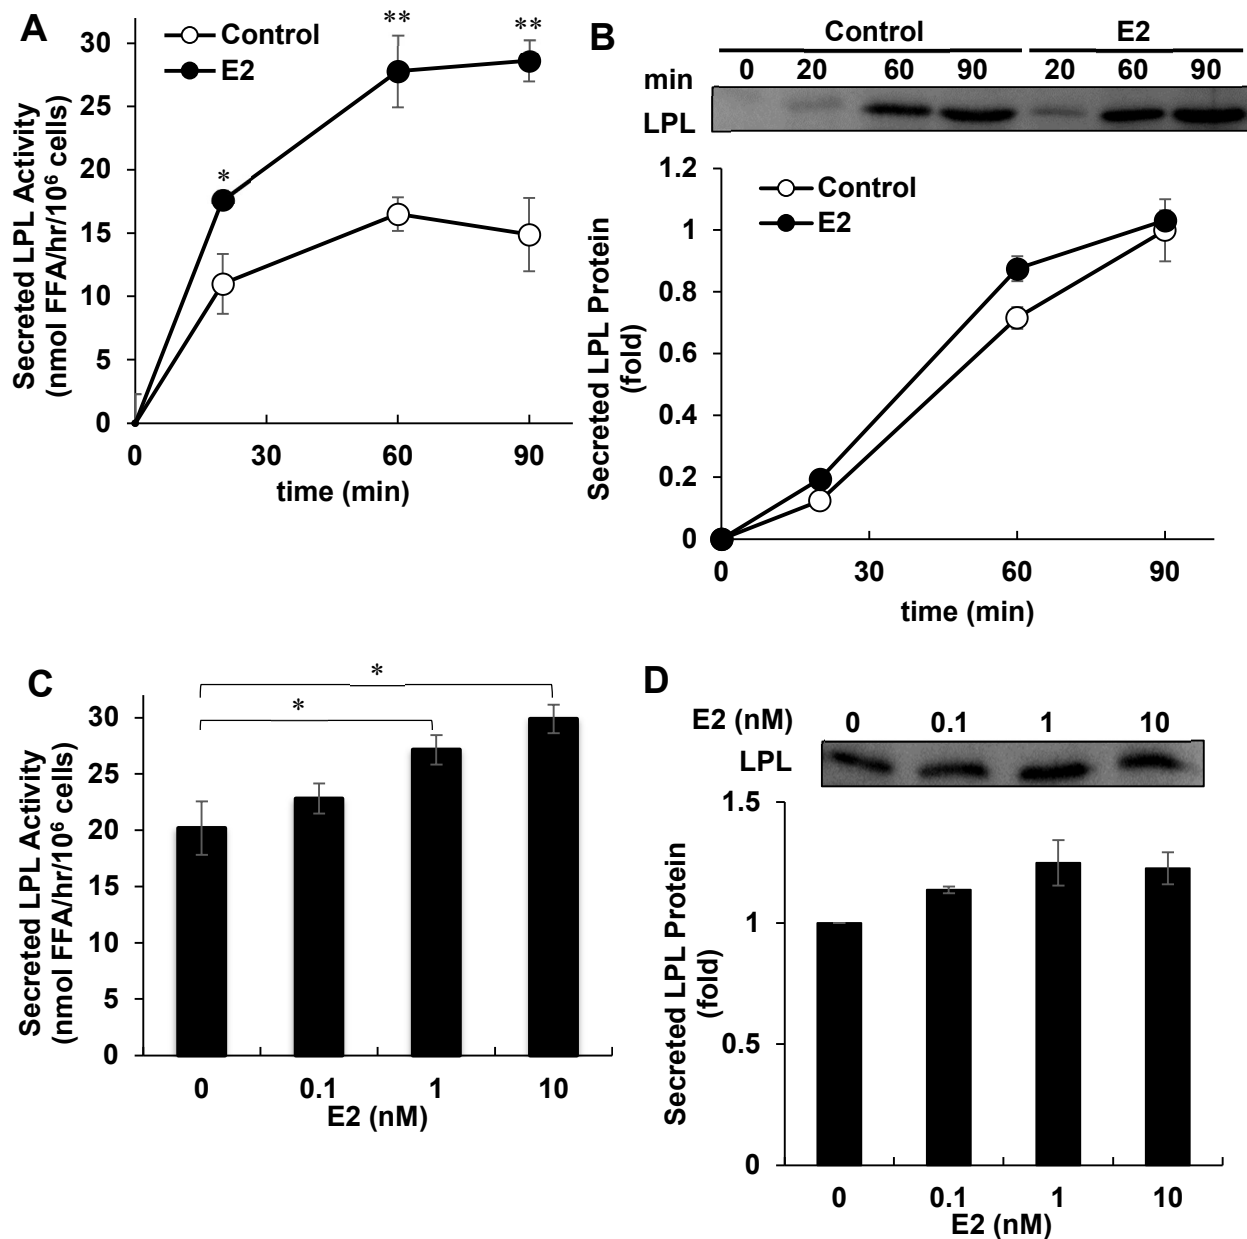 A
Control
E2
**
**
*
30
25
20
15
10
5
0
0 30 60 90
time (min)
Secreted LPL Activity
(nmol FFA/hr/10⁶ cells)
B
Control E2
min 0 20 60 90 20 60 90
LPL
Control
E2
1.2
1
0.8
0.6
0.4
0.2
0
0 30 60 90
time (min)
Secreted LPL Protein
(fold)
C
*
*
30
25
20
15
10
5
0
0 0.1 1 10
E2 (nM)
Secreted LPL Activity
(nmol FFA/hr/10⁶ cells)
D
E2 (nM) 0 0.1 1 10
LPL
1.5
1
0.5
0
0 0.1 1 10
E2 (nM)
Secreted LPL Protein
(fold)